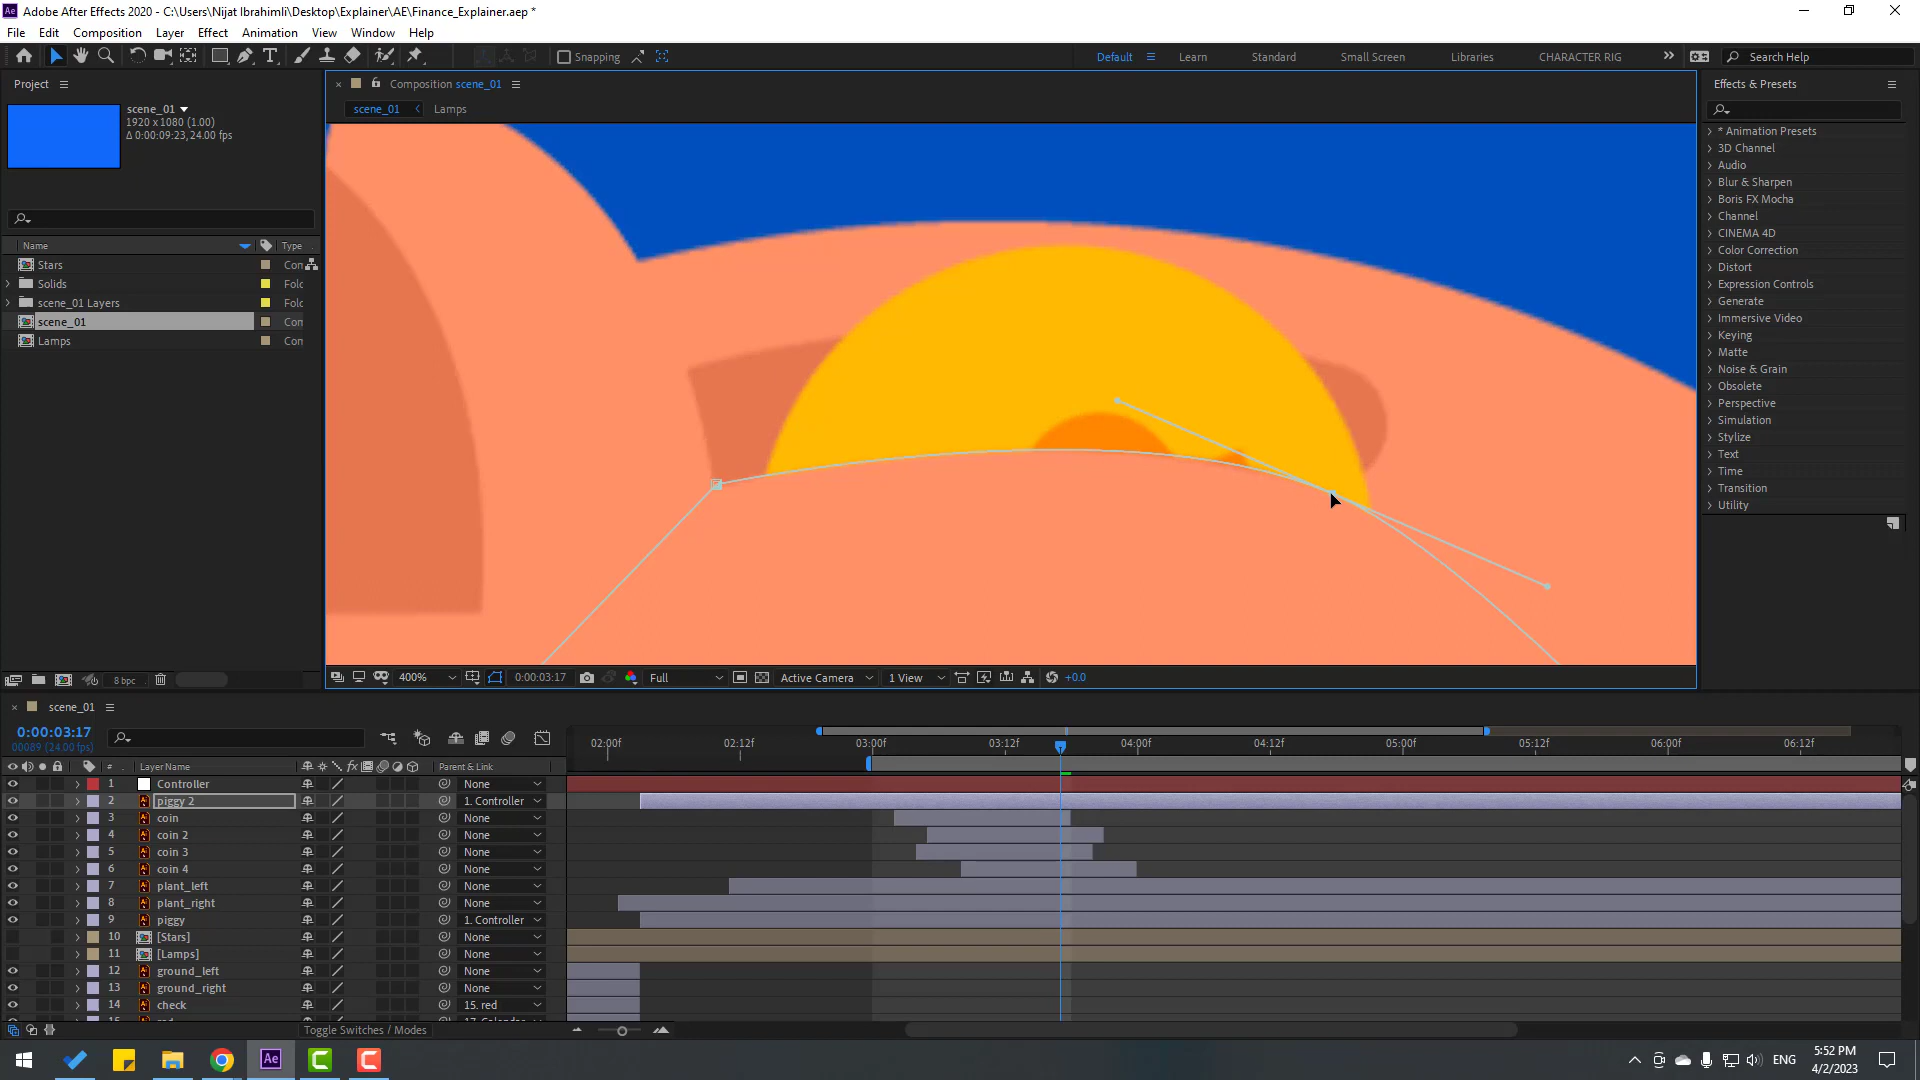 Adobe After Effects 2020 - C:\Users\Nijat Ibrahimli\Desktop\Explainer\AE\Finance_Explainer.aep *
File Edit Composition Layer Effect Animation View Window Help
Snapping Default Learn Standard Small Screen Libraries CHARACTER RIG Search Help
Project
scene_01
1920 x 1080 (1.00)
Δ 0:00:09:23, 24.00 fps
Name Type
Stars Con
Solids Folc
scene_01 Layers Folc
scene_01 Con
Lamps Con
8 bpc
Composition scene_01
scene_01 Lamps
400% 0:00:03:17 Full Active Camera 1 View +0.0
Effects & Presets
* Animation Presets
3D Channel
Audio
Blur & Sharpen
Boris FX Mocha
Channel
CINEMA 4D
Color Correction
Distort
Expression Controls
Generate
Immersive Video
Keying
Matte
Noise & Grain
Obsolete
Perspective
Simulation
Stylize
Text
Time
Transition
Utility
scene_01
0:00:03:17
00089 (24.00 fps)
02:00f 02:12f 03:00f 03:12f 04:00f 04:12f 05:00f 05:12f 06:00f 06:12f
# Layer Name Parent & Link
1 Controller None
2 piggy 2 1. Controller
3 coin None
4 coin 2 None
5 coin 3 None
6 coin 4 None
7 plant_left None
8 plant_right None
9 piggy 1. Controller
10 [Stars] None
11 [Lamps] None
12 ground_left None
13 ground_right None
14 check 15. red
Toggle Switches / Modes
ENG
5:52 PM
4/2/2023